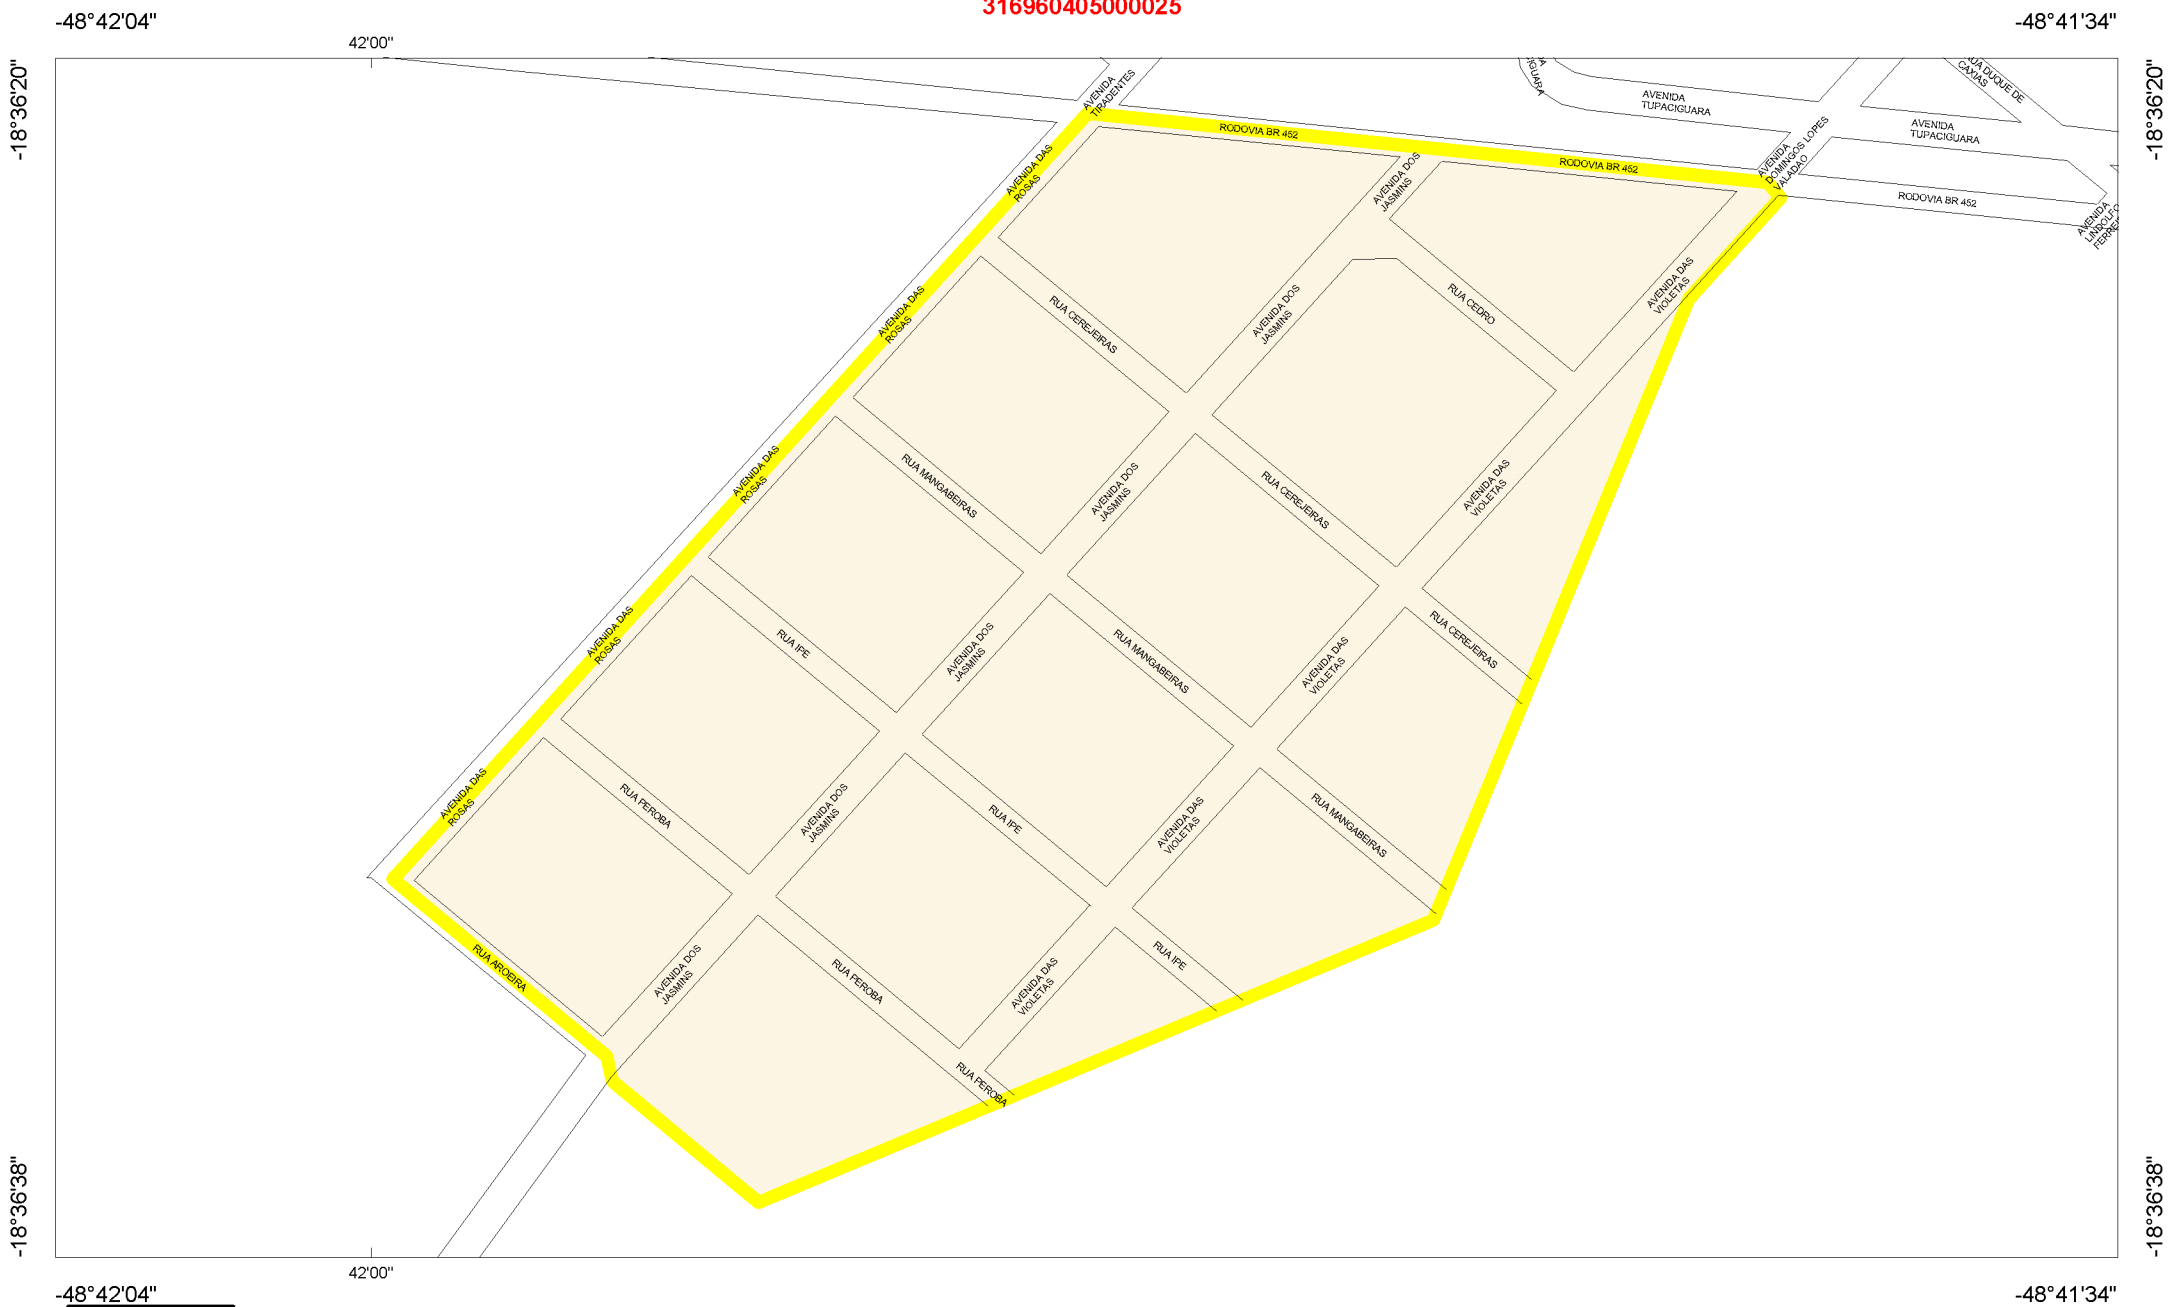 316960405000025
-48°42'04"
-48°41'34"
42'00"
-18°36'20"
-18°36'20"
AVENIDA
TIRADENTES
AVENIDA
TUPACIGUARA
DUQUE DE
CAXIAS
AVENIDA
TUPACIGUARA
RODOVIA BR 452
AVENIDA
DOMINGOS LOPES
VALADAO
RODOVIA BR 452
RODOVIA BR 452
AVENIDA
AVENIDA DAS
ROSAS
AVENIDA DOS
JASMINS
AVENIDA DAS
VIOLETAS
RUA CEDRO
AVENIDA DAS
ROSAS
RUA CEREJEIRAS
AVENIDA DOS
JASMINS
AVENIDA DAS
ROSAS
RUA MANGABEIRAS
AVENIDA DOS
JASMINS
RUA CEREJEIRAS
AVENIDA DAS
VIOLETAS
AVENIDA DAS
ROSAS
RUA IPE
AVENIDA DOS
JASMINS
RUA MANGABEIRAS
AVENIDA DAS
VIOLETAS
RUA CEREJEIRAS
AVENIDA DAS
ROSAS
RUA PEROBA
AVENIDA DOS
JASMINS
RUA IPE
AVENIDA DAS
VIOLETAS
RUA MANGABEIRAS
RUA AROEIRA
AVENIDA DOS
JASMINS
RUA PEROBA
AVENIDA DAS
VIOLETAS
RUA IPE
RUA PEROBA
-18°36'38"
-18°36'38"
42'00"
-48°42'04"
-48°41'34"